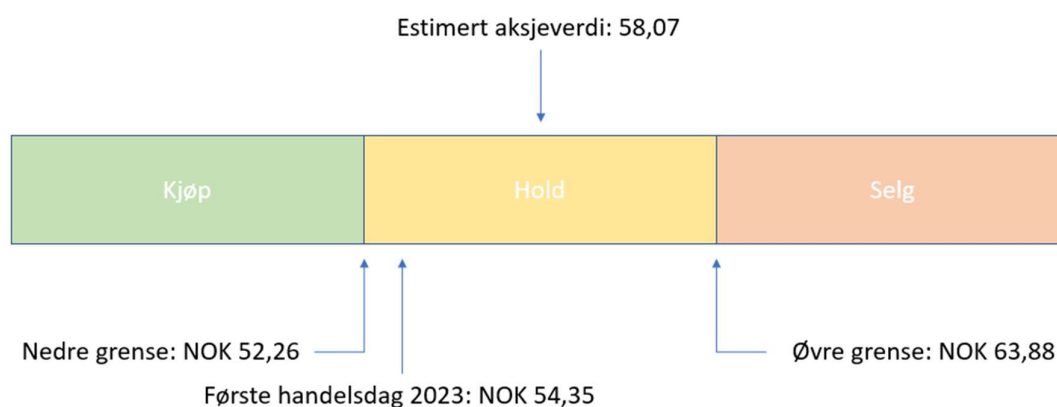 Estimert aksjeverdi: 58,07
Kjøp
Hold
Selg
Nedre grense: NOK 52,26
Øvre grense: NOK 63,88
Første handelsdag 2023: NOK 54,35